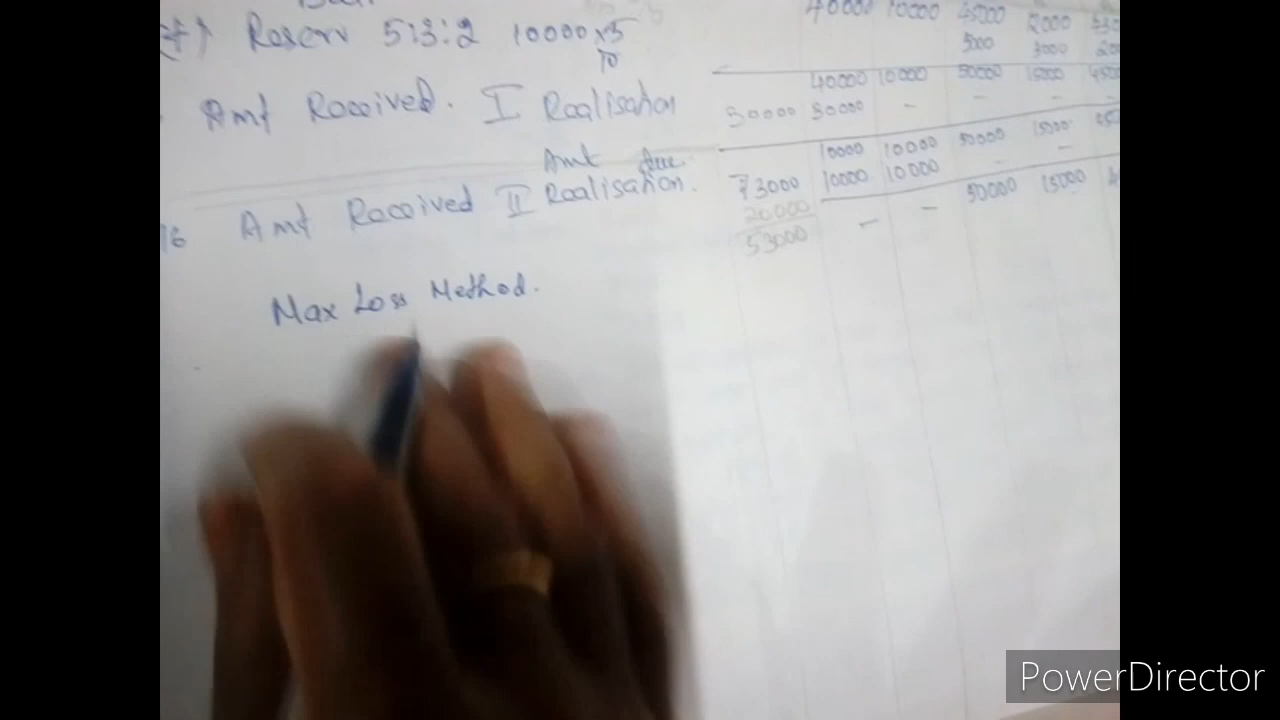 40000 10000 45000 12000
Reserv 5:3:2 10000 x 5
10
5000 3000
40000 10000 50000 15000
Amt Received. I Realisation 30000 30000 - - -
Amt due 10000 10000 50000 15000
16 Amt Received II Realisation. 73000 10000 10000 - -
20000 - - 50000 15000
53000
Max Loss Method.
PowerDirector